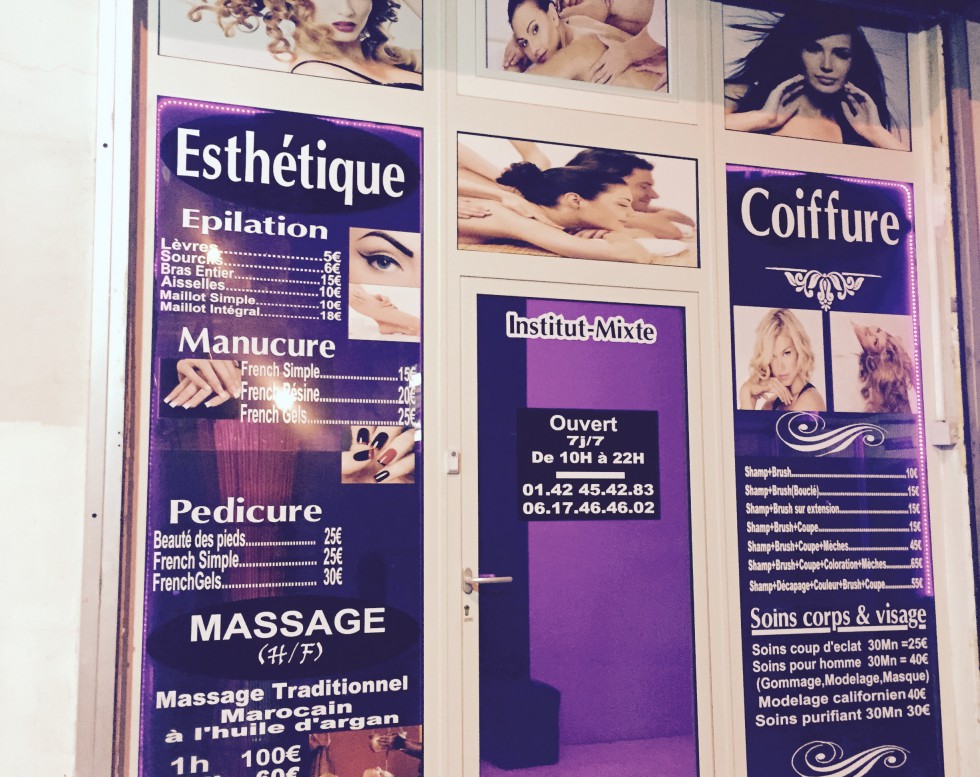 Esthétique
Epilation
Lèvres.....................5€
Sourcils....................6€
Bras Entier.................15€
Aisselles...................10€
Maillot Simple..............10€
Maillot Intégral............18€
Manucure
French Simple...............15€
French Résine...............20€
French Gels.................25€
Pedicure
Beauté des pieds............ 25€
French Simple............... 25€
FrenchGels.................. 30€
MASSAGE
(H/F)
Massage Traditionnel
Marocain
à l'huile d'argan
1h 100€
60€
Institut-Mixte
Ouvert
7j/7
De 10H à 22H
01.42 45.42.83
06.17.46.46.02
Coiffure
Shamp+Brush.................10€
Shamp+Brush(Bouclé).........15€
Shamp+Brush sur extension...15€
Shamp+Brush+Coupe...........15€
Shamp+Brush+Coupe+Mèches.... 45€
Shamp+Brush+Coupe+Coloration+Mèches.....65€
Shamp+Décapage+Couleur+Brush+Coupe.....55€
Soins corps & visage
Soins coup d'eclat 30Mn =25€
Soins pour homme 30Mn = 40€
(Gommage,Modelage,Masque)
Modelage californien 40€
Soins purifiant 30Mn 30€